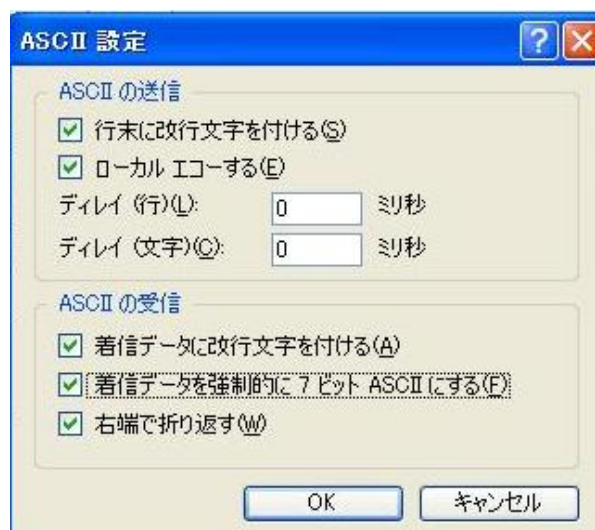 ASCII 設定
ASCII の送信
行末に改行文字を付ける(S)
ローカル エコーする(E)
ディレイ (行)(L): 0 ミリ秒
ディレイ (文字)(C): 0 ミリ秒
ASCII の受信
着信データに改行文字を付ける(A)
着信データを強制的に 7 ビット ASCII にする(F)
右端で折り返す(W)
OK キャンセル